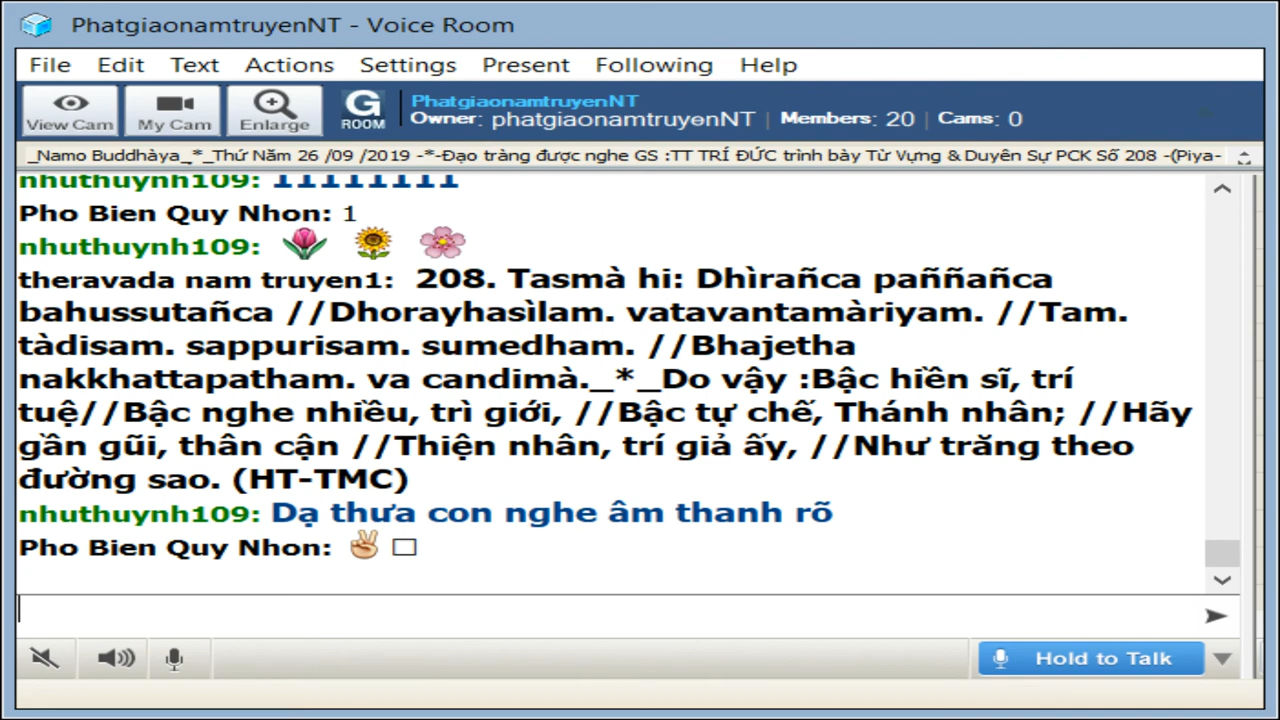 PhatgiaonamtruyenNT - Voice Room
File Edit Text Actions Settings Present Following Help
View Cam My Cam Enlarge G ROOM
PhatgiaonamtruyenNT
Owner: phatgiaonamtruyenNT | Members: 20 | Cams: 0
_Namo Buddhàya_*_Thứ Năm 26 /09 /2019 -*-Đạo tràng được nghe GS :TT TRÍ ĐỨC trình bày Từ Vựng & Duyên Sự PCK Số 208 -(Piya-
nhuthuynh109: 11111111
Pho Bien Quy Nhon: 1
nhuthuynh109:
theravada nam truyen1: 208. Tasmà hi: Dhìrañca paññañca
bahussutañca //Dhorayhasìlam. vatavantamàriyam. //Tam.
tàdisam. sappurisam. sumedham. //Bhajetha
nakkhattapatham. va candimà._*_Do vậy :Bậc hiền sĩ, trí
tuệ//Bậc nghe nhiều, trì giới, //Bậc tự chế, Thánh nhân; //Hãy
gần gũi, thân cận //Thiện nhân, trí giả ấy, //Như trăng theo
đường sao. (HT-TMC)
nhuthuynh109: Dạ thưa con nghe âm thanh rõ
Pho Bien Quy Nhon: ✌
Hold to Talk